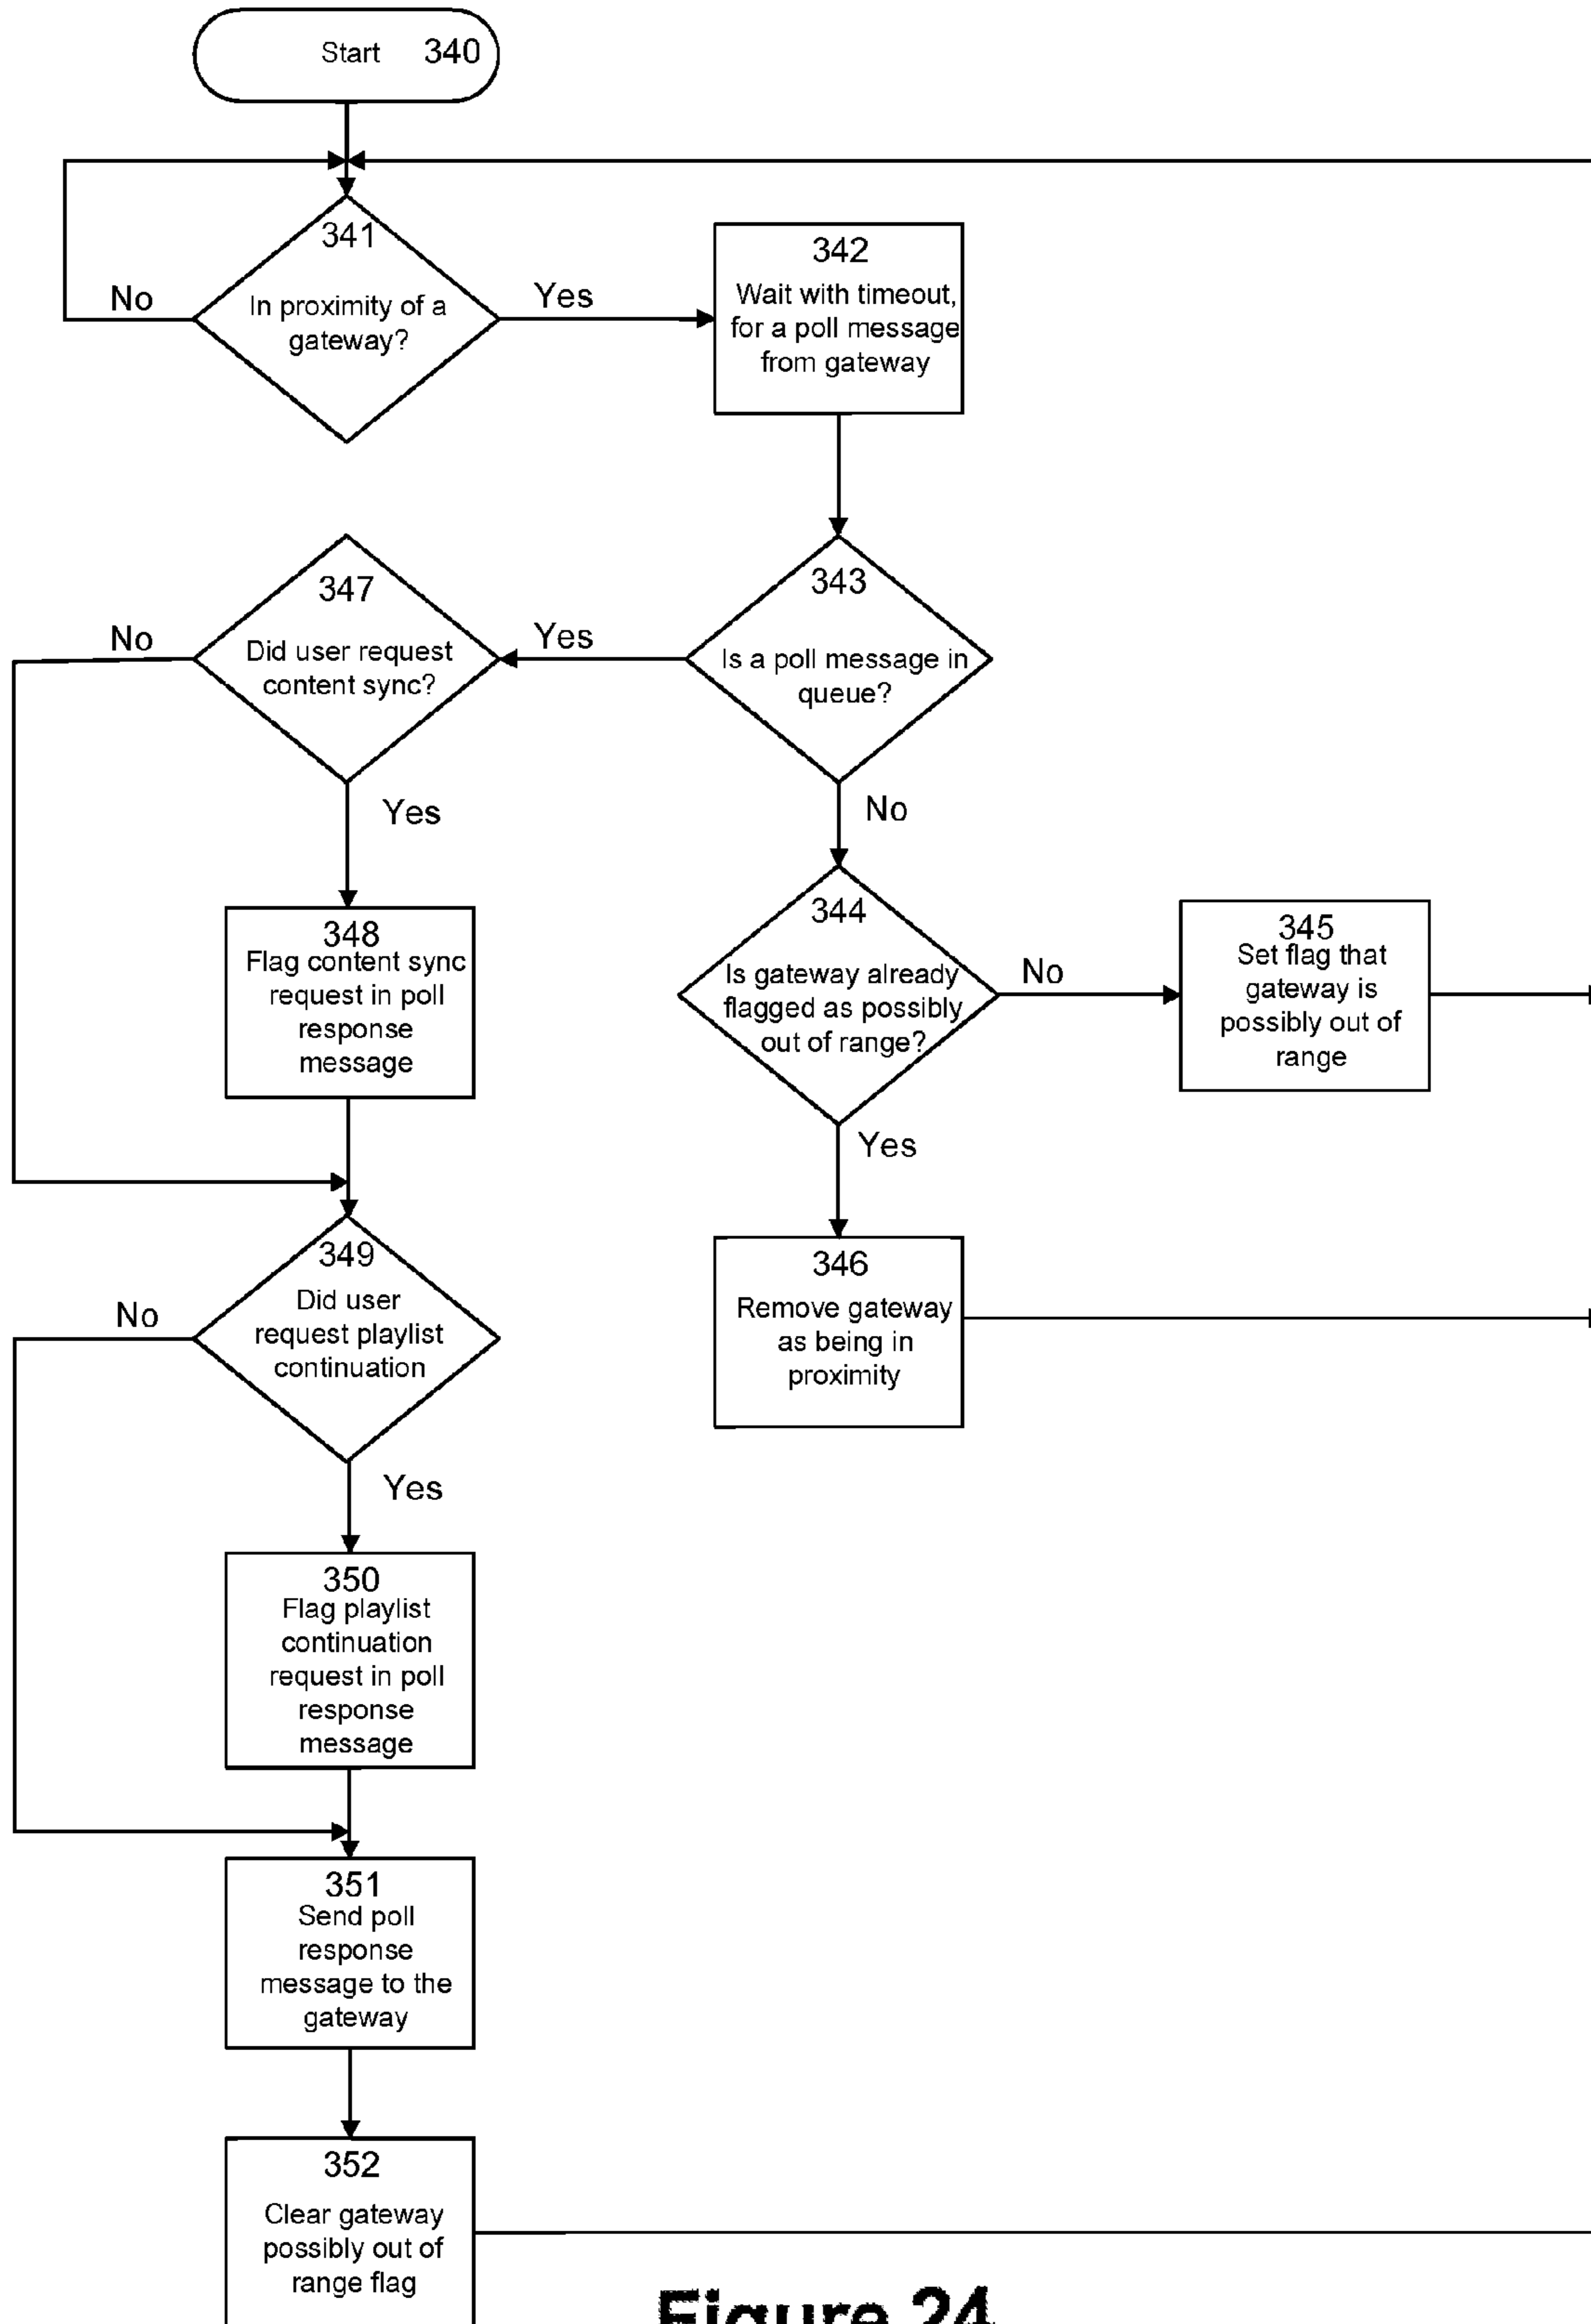 Start 340
341
In proximity of a
gateway?
No
Yes
342
Wait with timeout,
for a poll message
from gateway
343
Is a poll message in
queue?
Yes
No
347
Did user request
content sync?
No
Yes
348
Flag content sync
request in poll
response
message
344
Is gateway already
flagged as possibly
out of range?
No
Yes
345
Set flag that
gateway is
possibly out of
range
346
Remove gateway
as being in
proximity
349
Did user
request playlist
continuation
No
Yes
350
Flag playlist
continuation
request in poll
response
message
351
Send poll
response
message to the
gateway
352
Clear gateway
possibly out of
range flag
Figure 24